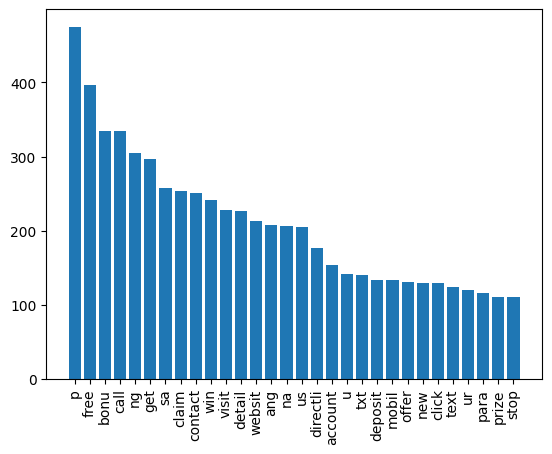 400
300
200
100
0
p
free
bonu
call
ng
get
sa
claim
contact
win
visit
detail
websit
ang
na
us
directli
account
u
txt
deposit
mobil
offer
new
click
text
ur
para
prize
stop